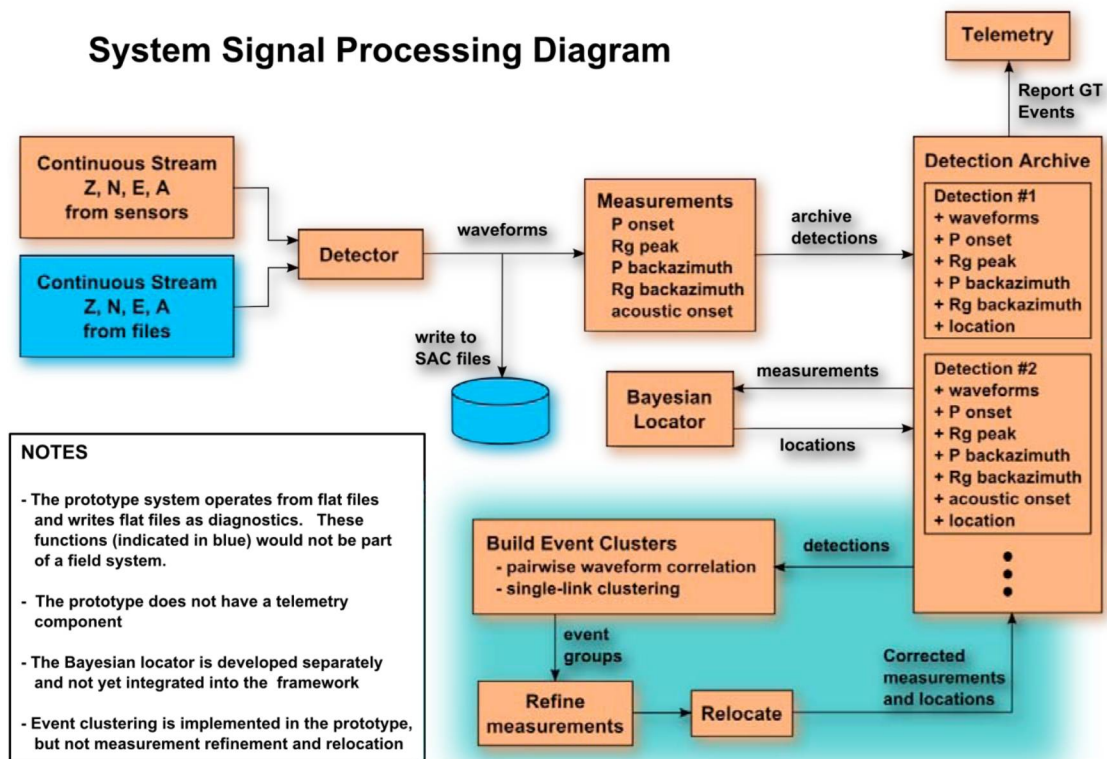 System Signal Processing Diagram
Telemetry
Report GT
Events
Continuous Stream
Z, N, E, A
from sensors
Continuous Stream
Z, N, E, A
from files
Detector
waveforms
write to
SAC files
Measurements
P onset
Rg peak
P backazimuth
Rg backazimuth
acoustic onset
archive
detections
Detection Archive
Detection #1
+ waveforms
+ P onset
+ Rg peak
+ P backazimuth
+ Rg backazimuth
+ location
Detection #2
+ waveforms
+ P onset
+ Rg peak
+ P backazimuth
+ Rg backazimuth
+ acoustic onset
+ location
measurements
Bayesian
Locator
locations
detections
Build Event Clusters
- pairwise waveform correlation
- single-link clustering
event
groups
Refine
measurements
Relocate
Corrected
measurements
and locations
NOTES
- The prototype system operates from flat files
and writes flat files as diagnostics. These
functions (indicated in blue) would not be part
of a field system.
- The prototype does not have a telemetry
component
- The Bayesian locator is developed separately
and not yet integrated into the framework
- Event clustering is implemented in the prototype,
but not measurement refinement and relocation